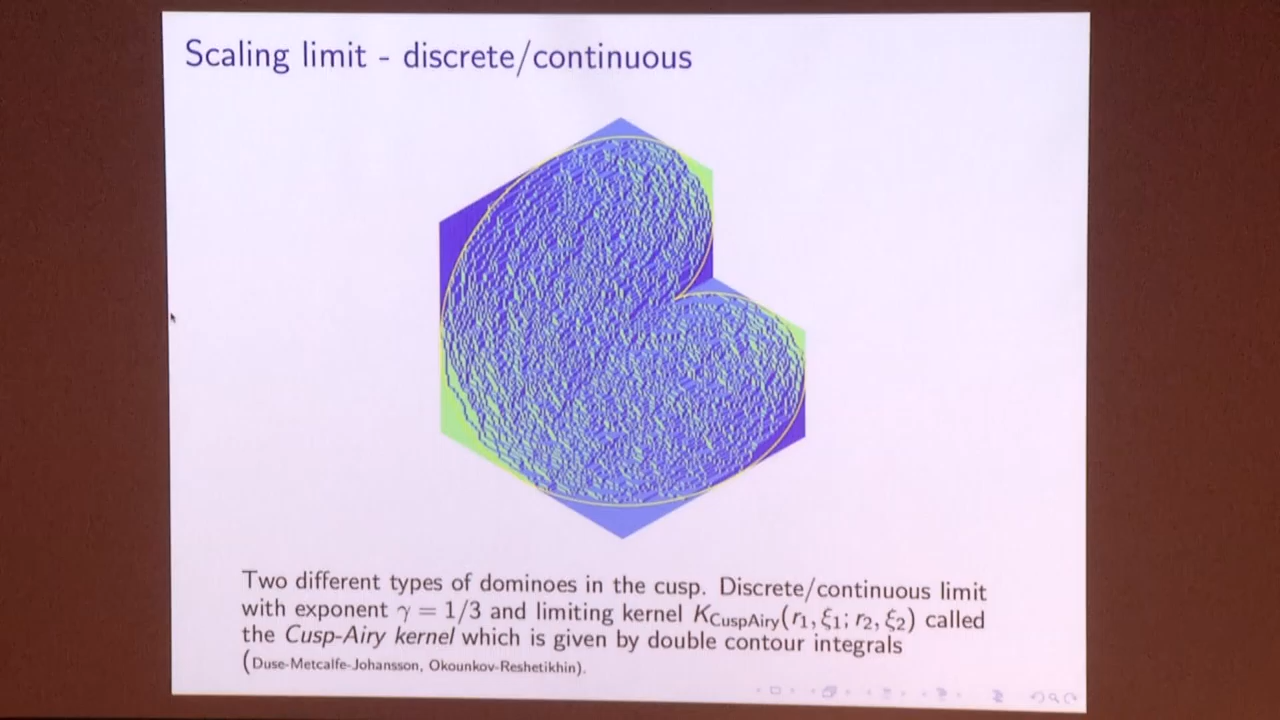 Scaling limit - discrete/continuous
Two different types of dominoes in the cusp. Discrete/continuous limit
with exponent γ = 1/3 and limiting kernel K_CuspAiry(r₁, ξ₁; r₂, ξ₂) called
the Cusp-Airy kernel which is given by double contour integrals
(Duse-Metcalfe-Johansson, Okounkov-Reshetikhin).